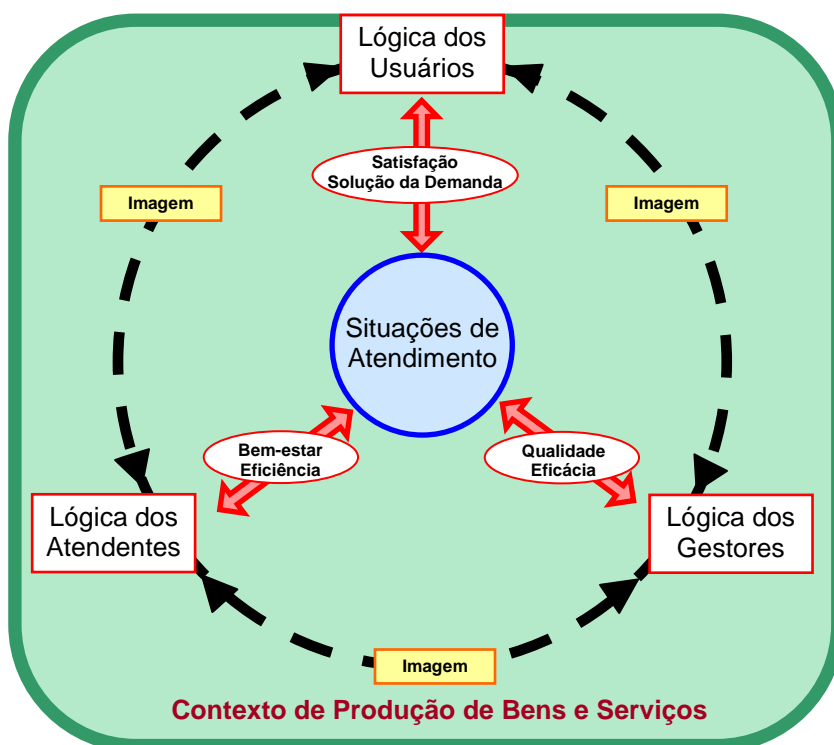 Lógica dos
Usuários
Satisfação
Solução da Demanda
Imagem
Imagem
Situações de
Atendimento
Bem-estar
Eficiência
Qualidade
Eficácia
Lógica dos
Atendentes
Lógica dos
Gestores
Imagem
Contexto de Produção de Bens e Serviços